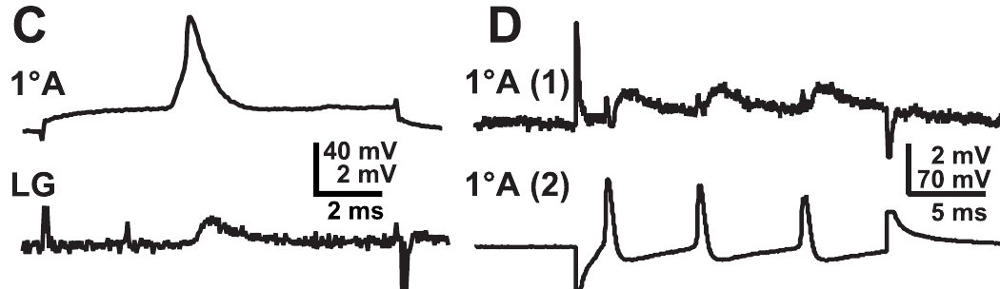 C
1°A
40 mV
2 mV
2 ms
LG
D
1°A (1)
2 mV
70 mV
5 ms
1°A (2)